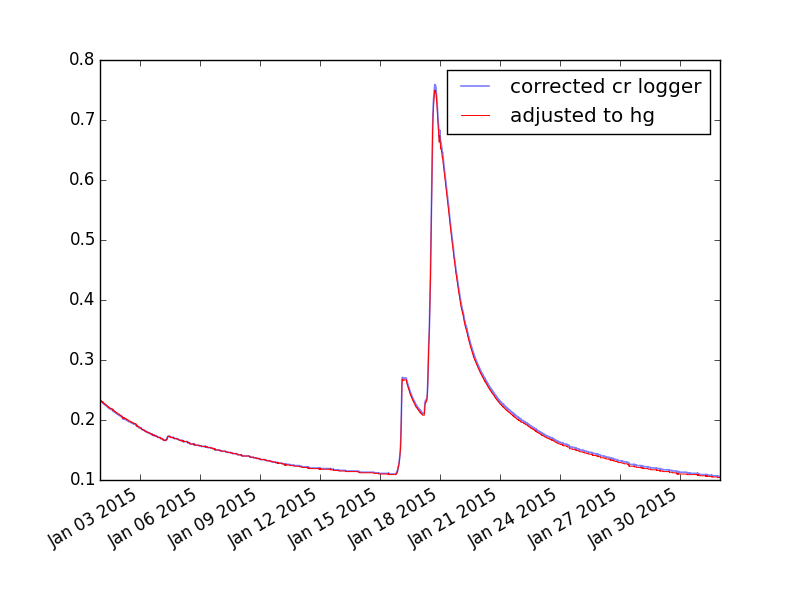 0.8
0.7
0.6
0.5
0.4
0.3
0.2
0.1
corrected cr logger
adjusted to hg
Jan 03 2015
Jan 06 2015
Jan 09 2015
Jan 12 2015
Jan 15 2015
Jan 18 2015
Jan 21 2015
Jan 24 2015
Jan 27 2015
Jan 30 2015